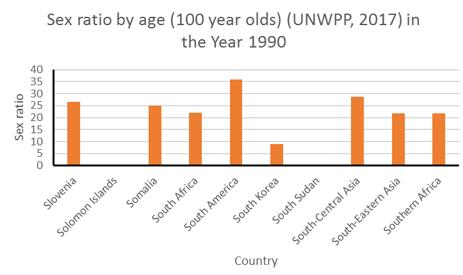 Sex ratio by age (100 year olds) (UNWPP, 2017) in
the Year 1990
Sex ratio
40
35
30
25
20
15
10
5
0
Slovenia
Solomon Islands
Somalia
South Africa
South America
South Korea
South Sudan
South-Central Asia
South-Eastern Asia
Southern Africa
Country